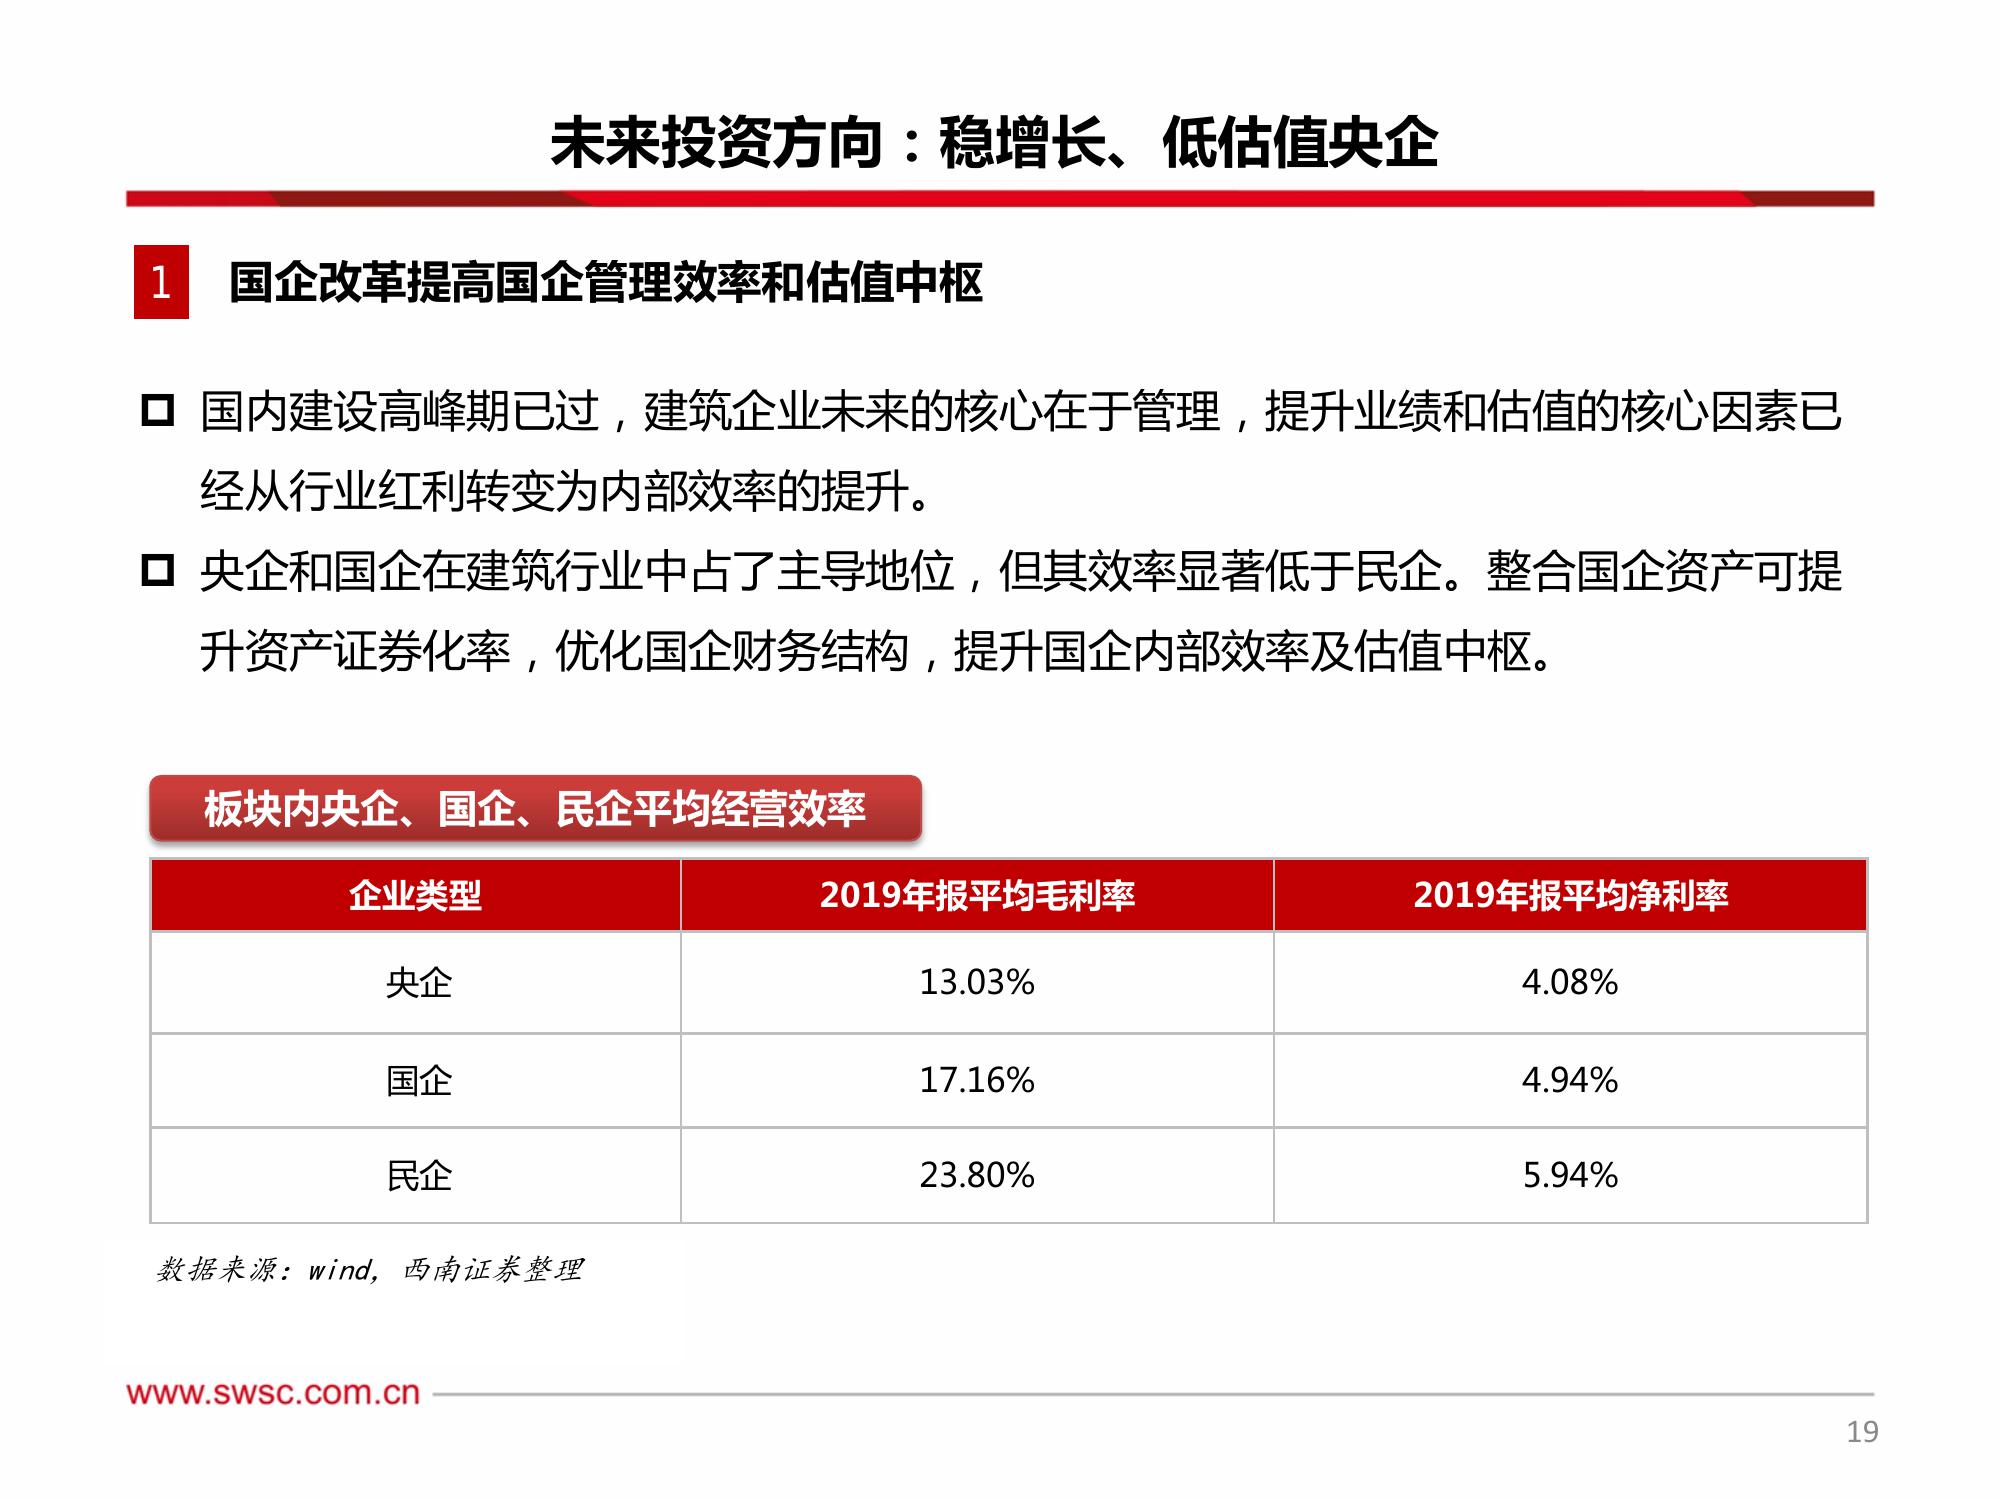 未来投资方向：稳增长、低估值央企
1 国企改革提高国企管理效率和估值中枢
国内建设高峰期已过，建筑企业未来的核心在于管理，提升业绩和估值的核心因素已
经从行业红利转变为内部效率的提升。
央企和国企在建筑行业中占了主导地位，但其效率显著低于民企。整合国企资产可提
升资产证券化率，优化国企财务结构，提升国企内部效率及估值中枢。
板块内央企、国企、民企平均经营效率
企业类型 2019年报平均毛利率 2019年报平均净利率
央企 13.03% 4.08%
国企 17.16% 4.94%
民企 23.80% 5.94%
数据来源：wind，西南证券整理
www.swsc.com.cn
19